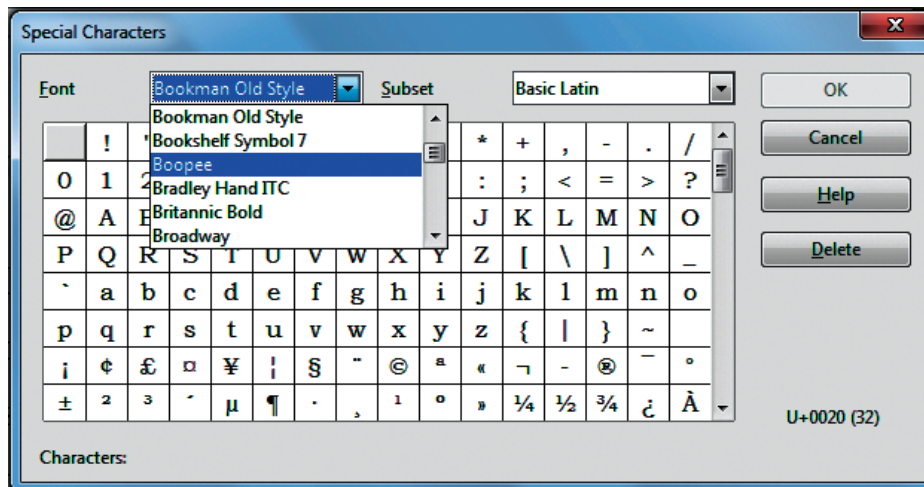 Special Characters
Font Bookman Old Style Subset Basic Latin OK
Bookman Old Style
Bookshelf Symbol 7
Boopee
Bradley Hand ITC
Britannic Bold
Broadway
! " * + , - . /
0 1 2 : ; < = > ?
@ A B J K L M N O
P Q R S T U V W X Y Z [ \ ] ^ _
` a b c d e f g h i j k l m n o
p q r s t u v w x y z { | } ~
¡ ¢ £ ¤ ¥ ¦ § ¨ © ª « ¬ - ® ¯ °
± ² ³ ´ µ ¶ · ¸ ¹ º » ¼ ½ ¾ ¿ À
Cancel
Help
Delete
U+0020 (32)
Characters: